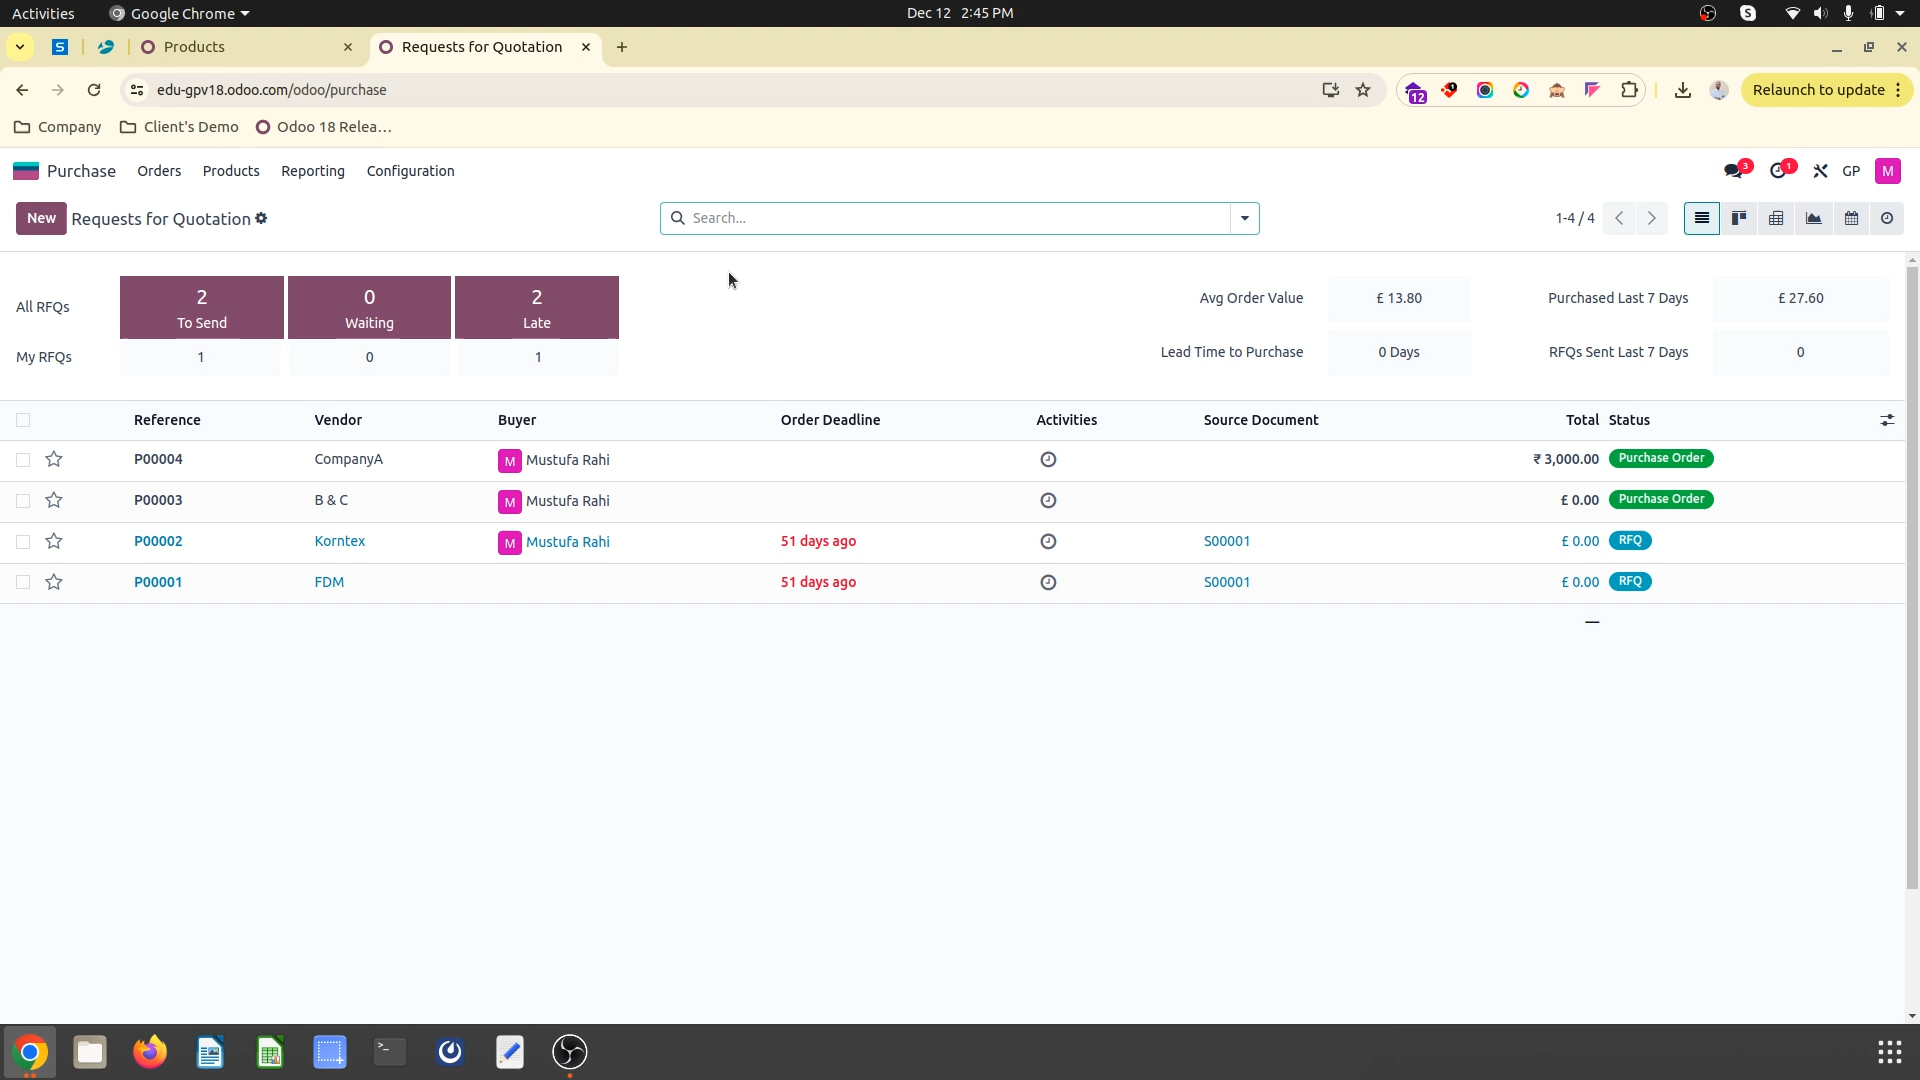 Activities Google Chrome Dec 12 2:45 PM
Products Requests for Quotation
edu-gpv18.odoo.com/odoo/purchase 12 Relaunch to update
Company Client's Demo Odoo 18 Relea...
Purchase Orders Products Reporting Configuration 3 1 GP M
New Requests for Quotation Search... 1-4 / 4
All RFQs 2 To Send 0 Waiting 2 Late Avg Order Value £ 13.80 Purchased Last 7 Days £ 27.60
My RFQs 1 0 1 Lead Time to Purchase 0 Days RFQs Sent Last 7 Days 0
Reference Vendor Buyer Order Deadline Activities Source Document Total Status
P00004 CompanyA M Mustufa Rahi ₹ 3,000.00 Purchase Order
P00003 B & C M Mustufa Rahi £ 0.00 Purchase Order
P00002 Korntex M Mustufa Rahi 51 days ago S00001 £ 0.00 RFQ
P00001 FDM 51 days ago S00001 £ 0.00 RFQ
—